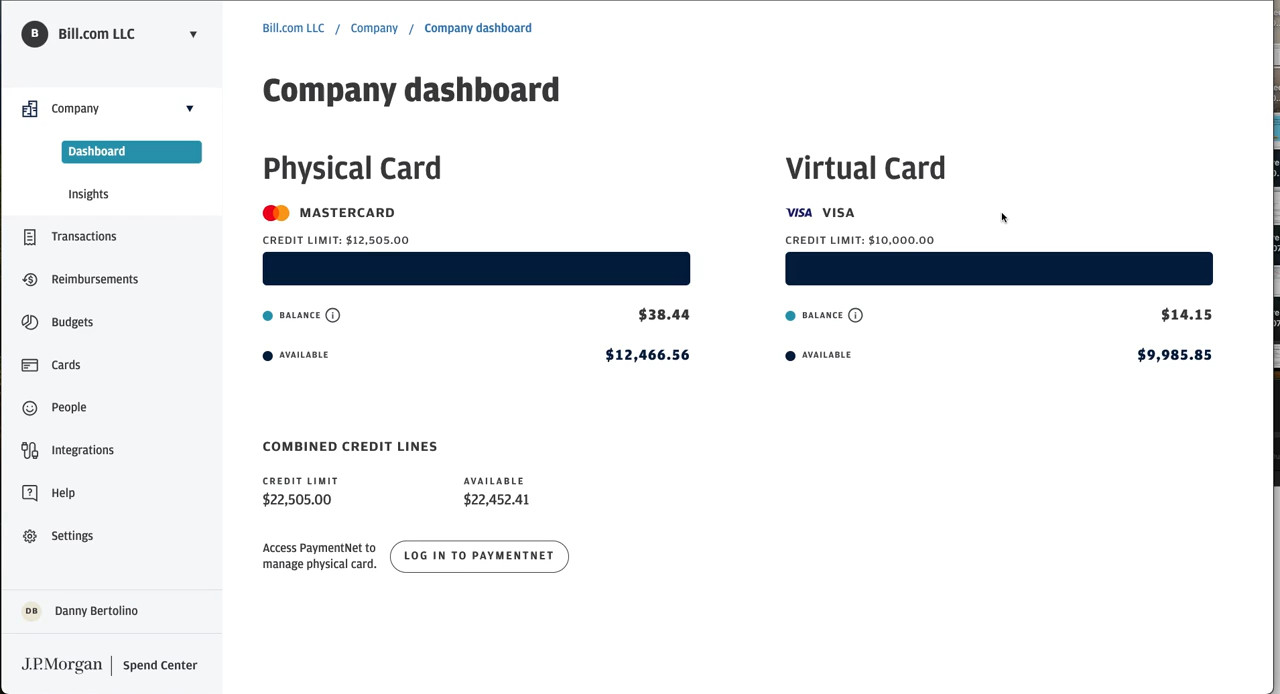 B Bill.com LLC
Company
Dashboard
Insights
Transactions
Reimbursements
Budgets
Cards
People
Integrations
Help
Settings
DB Danny Bertolino
J.P.Morgan | Spend Center
Bill.com LLC / Company / Company dashboard
Company dashboard
Physical Card
MASTERCARD
CREDIT LIMIT: $12,505.00
BALANCE i $38.44
AVAILABLE $12,466.56
Virtual Card
VISA VISA
CREDIT LIMIT: $10,000.00
BALANCE i $14.15
AVAILABLE $9,985.85
COMBINED CREDIT LINES
CREDIT LIMIT AVAILABLE
$22,505.00 $22,452.41
Access PaymentNet to
manage physical card.
LOG IN TO PAYMENTNET